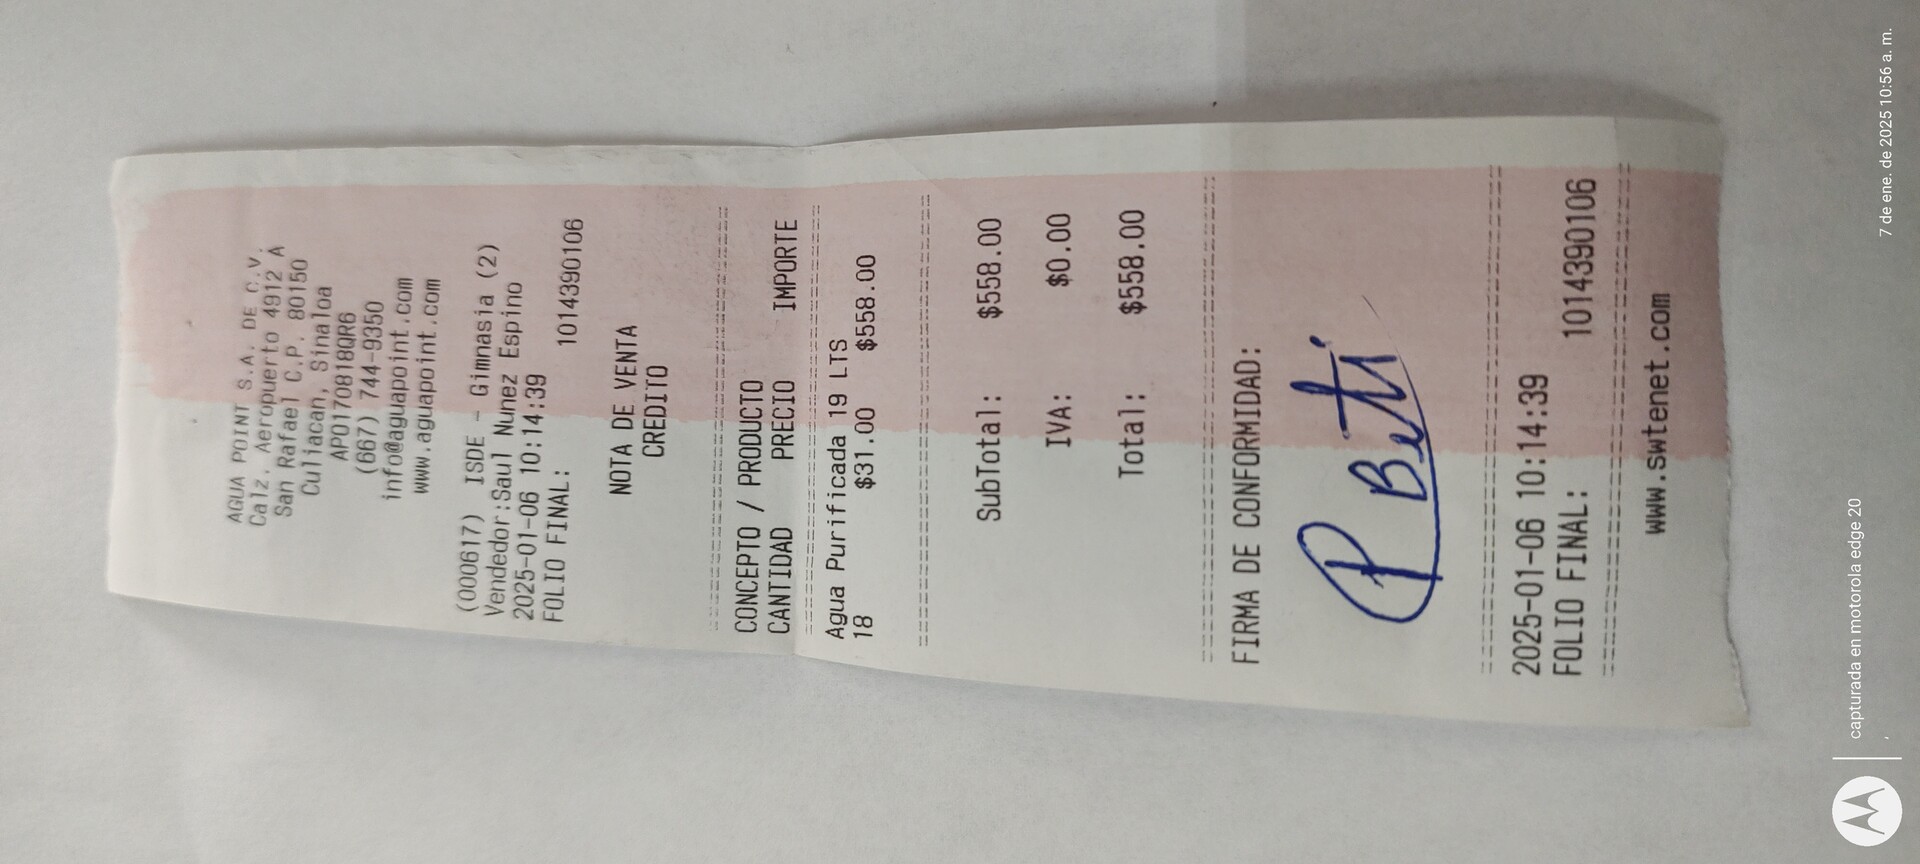 AGUA POINT S.A. DE C.V.
Calz. Aeropuerto 4912 A
San Rafael C.P. 80150
Culiacan, Sinaloa
APO170818QR6
(667) 744-9350
info@aguapoint.com
www.aguapoint.com
(000617) ISDE - Gimnasia (2)
Vendedor:Saul Nunez Espino
2025-01-06 10:14:39
FOLIO FINAL: 1014390106
NOTA DE VENTA
CREDITO
CONCEPTO / PRODUCTO
CANTIDAD PRECIO IMPORTE
Agua Purificada 19 LTS
18 $31.00 $558.00
SubTotal: $558.00
IVA: $0.00
Total: $558.00
FIRMA DE CONFORMIDAD:
P Beti
2025-01-06 10:14:39
FOLIO FINAL: 1014390106
www.swtenet.com
capturada en motorola edge 20 7 de ene. de 2025 10:56 a. m.
,